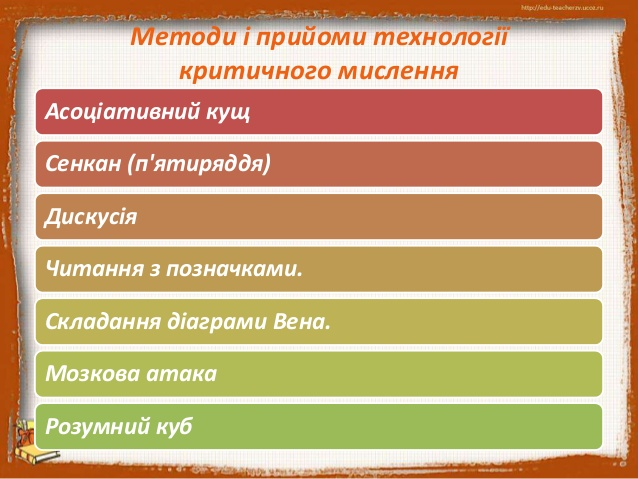 http://edu-teacherzv.ucoz.ru
Методи і прийоми технології
критичного мислення
Асоціативний кущ
Сенкан (п'ятиряддя)
Дискусія
Читання з позначками.
Складання діаграми Вена.
Мозкова атака
Розумний куб